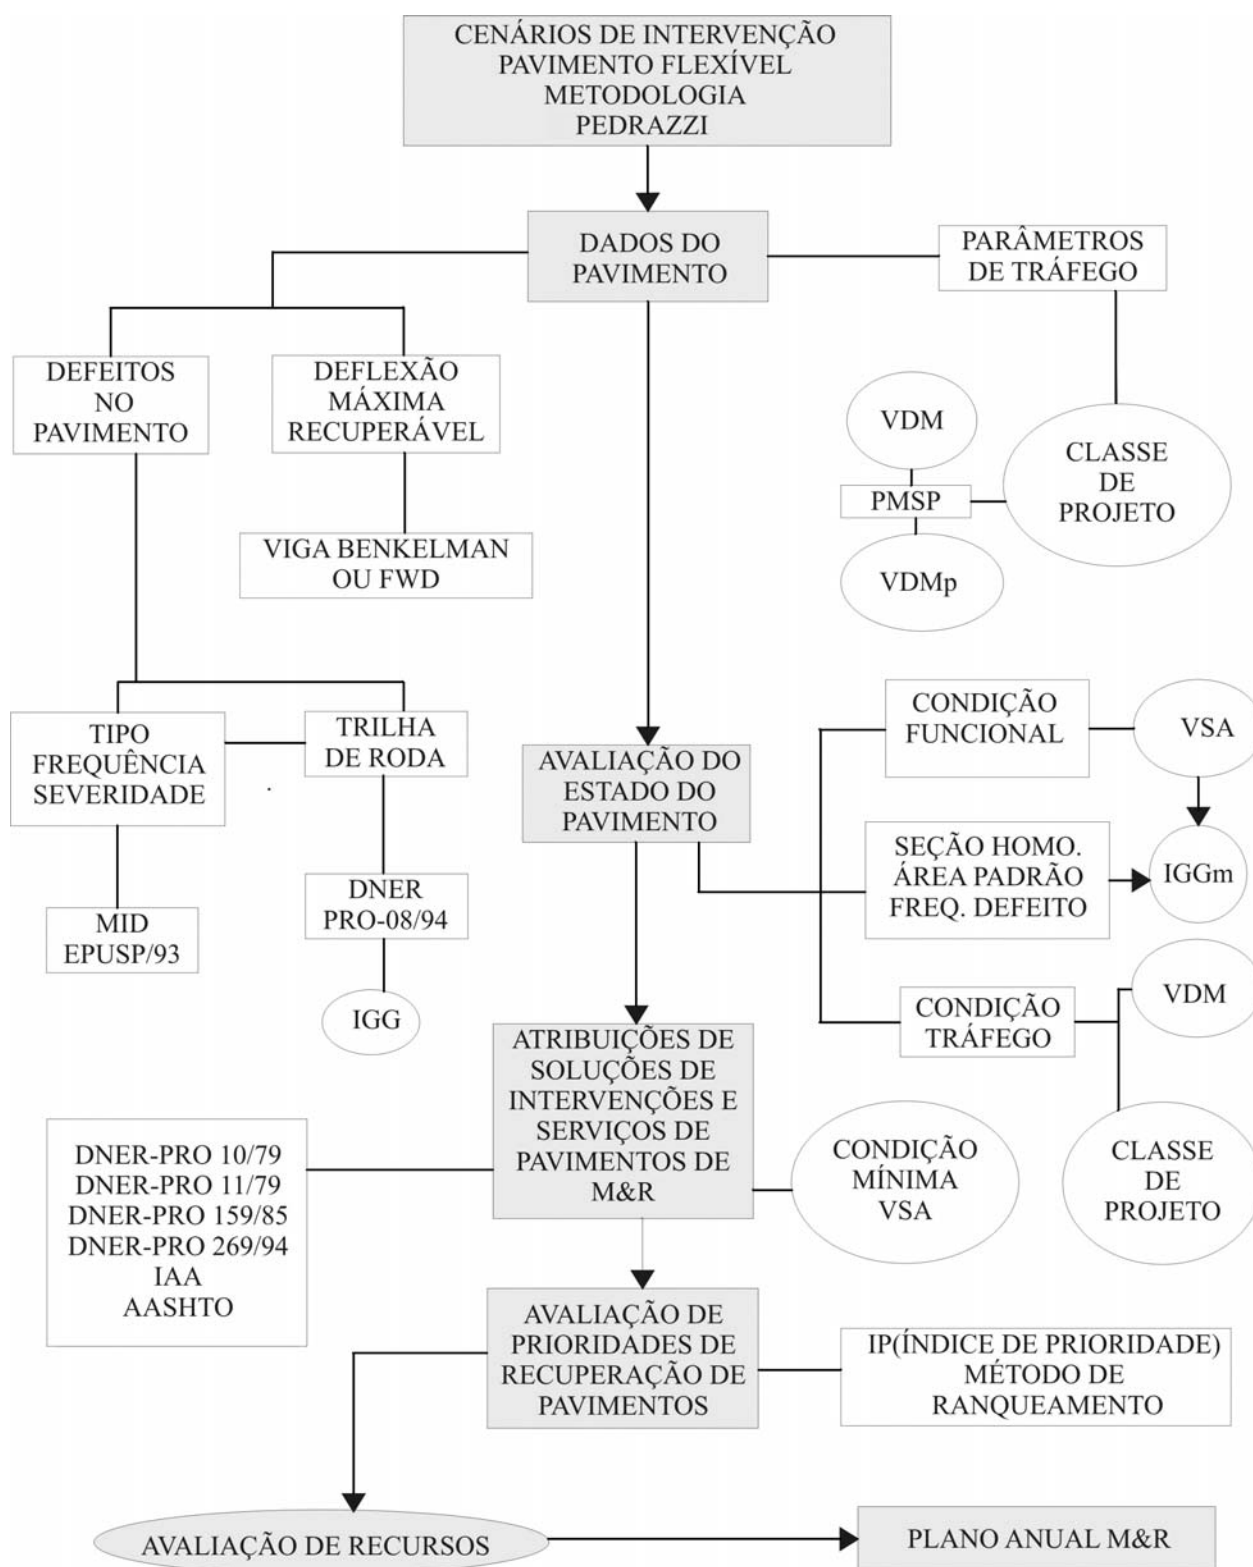 CENÁRIOS DE INTERVENÇÃO
PAVIMENTO FLEXÍVEL
METODOLOGIA
PEDRAZZI
DADOS DO
PAVIMENTO
PARÂMETROS
DE TRÁFEGO
DEFEITOS
NO
PAVIMENTO
DEFLEXÃO
MÁXIMA
RECUPERÁVEL
VDM
PMSP
VDMp
CLASSE
DE
PROJETO
VIGA BENKELMAN
OU FWD
TIPO
FREQUÊNCIA
SEVERIDADE
TRILHA
DE RODA
AVALIAÇÃO DO
ESTADO DO
PAVIMENTO
CONDIÇÃO
FUNCIONAL
VSA
SEÇÃO HOMO.
ÁREA PADRÃO
FREQ. DEFEITO
IGGm
MID
EPUSP/93
DNER
PRO-08/94
IGG
CONDIÇÃO
TRÁFEGO
VDM
CLASSE
DE
PROJETO
ATRIBUIÇÕES DE
SOLUÇÕES DE
INTERVENÇÕES E
SERVIÇOS DE
PAVIMENTOS DE
M&R
DNER-PRO 10/79
DNER-PRO 11/79
DNER-PRO 159/85
DNER-PRO 269/94
IAA
AASHTO
CONDIÇÃO
MÍNIMA
VSA
AVALIAÇÃO DE
PRIORIDADES DE
RECUPERAÇÃO DE
PAVIMENTOS
IP(ÍNDICE DE PRIORIDADE)
MÉTODO DE
RANQUEAMENTO
AVALIAÇÃO DE RECURSOS
PLANO ANUAL M&R